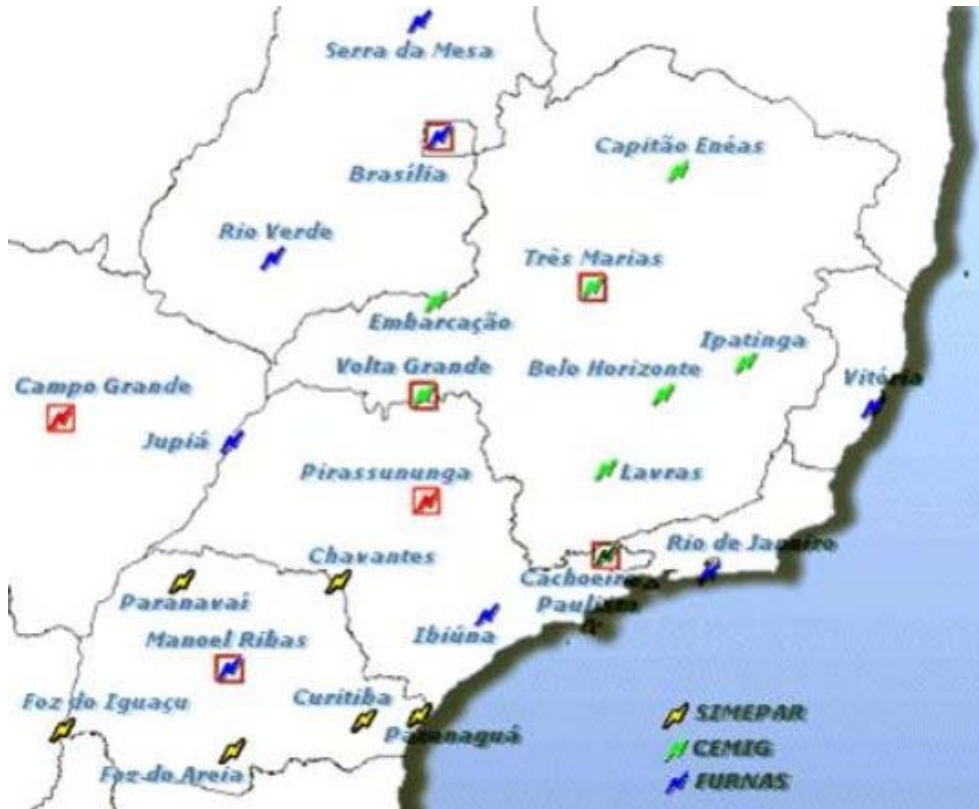 Serra da Mesa
Brasília
Capitão Enéas
Rio Verde
Três Marias
Embarcação
Ipatinga
Volta Grande
Belo Horizonte
Campo Grande
Vitória
Jupiá
Pirassununga
Lavras
Chavantes
Rio de Janeiro
Cachoeira
Paulista
Paranavaí
Ibiúna
Manoel Ribas
Foz do Iguaçu
Curitiba
Paranaguá
Foz do Areia
SIMEPAR
CEMIG
FURNAS